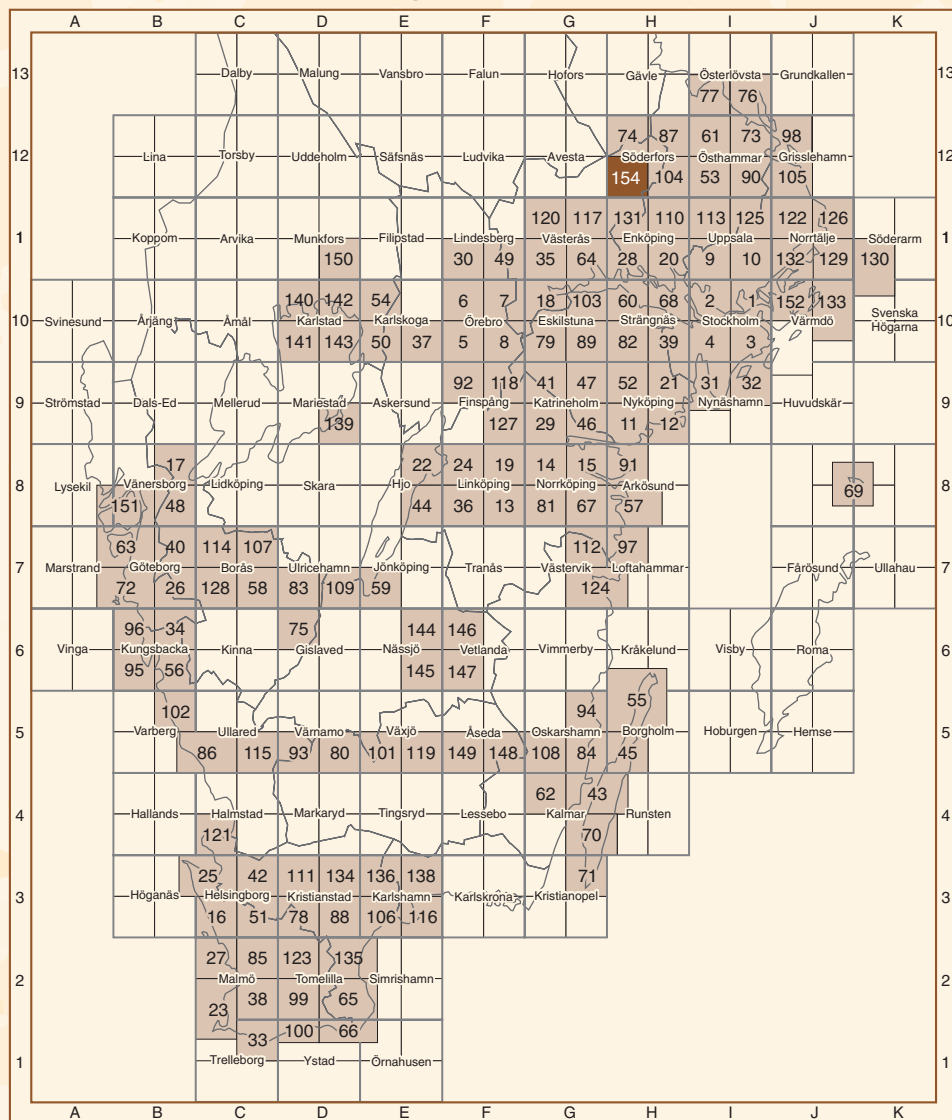 A B C D E F G H I J K
13 Dalby Malung Vansbro Falun Hofors Gävle Österlövsta Grundkallen 13
77 76
74 87 61 73 98
12 Lina Torsby Uddeholm Säfsnäs Ludvika Avesta Söderfors Östhammar Grisslehamn 12
154 104 53 90 105
120 117 131 110 113 125 122 126
1 Koppom Arvika Munkfors Filipstad Lindesberg Västerås Enköping Uppsala Norrtälje Söderarm 1
150 30 49 35 64 28 20 9 10 132 129 130
140 142 54 6 7 18 103 60 68 2 1 152 133
10 Svinesund Årjäng Åmål Karlstad Karlskoga Örebro Eskilstuna Strängnäs Stockholm Värmdö Svenska Högarna 10
141 143 50 37 5 8 79 89 82 39 4 3
92 118 41 47 52 21 31 32
9 Strömstad Dals-Ed Mellerud Mariestad Askersund Finspång Katrineholm Nyköping Nynäshamn Huvudskär 9
139 127 29 46 11 12
17 22 24 19 14 15 91
8 Lysekil Vänersborg Lidköping Skara Hjo Linköping Norrköping Arkösund 69 8
151 48 44 36 13 81 67 57
63 40 114 107 112 97
7 Marstrand Göteborg Borås Ulricehamn Jönköping Tranås Västervik Loftahammar Fårösund Ullahau 7
72 26 128 58 83 109 59 124
96 34 75 144 146
6 Vinga Kungsbacka Kinna Gislaved Nässjö Vetlanda Vimmerby Kråkelund Visby Roma 6
95 56 145 147
102 94 55
5 Varberg Ullared Värnamo Växjö Åseda Oskarshamn Borgholm Hoburgen Hemse 5
86 115 93 80 101 119 149 148 108 84 45
62 43
4 Hallands Halmstad Markaryd Tingsryd Lessebo Kalmar Runsten 4
121 70
25 42 111 134 136 138 71
3 Höganäs Helsingborg Kristianstad Karlshamn Karlskrona Kristianopel 3
16 51 78 88 106 116
27 85 123 135
2 Malmö Tomelilla Simrishamn 2
23 38 99 65
33 100 66
1 Trelleborg Ystad Örnahusen 1
A B C D E F G H I J K